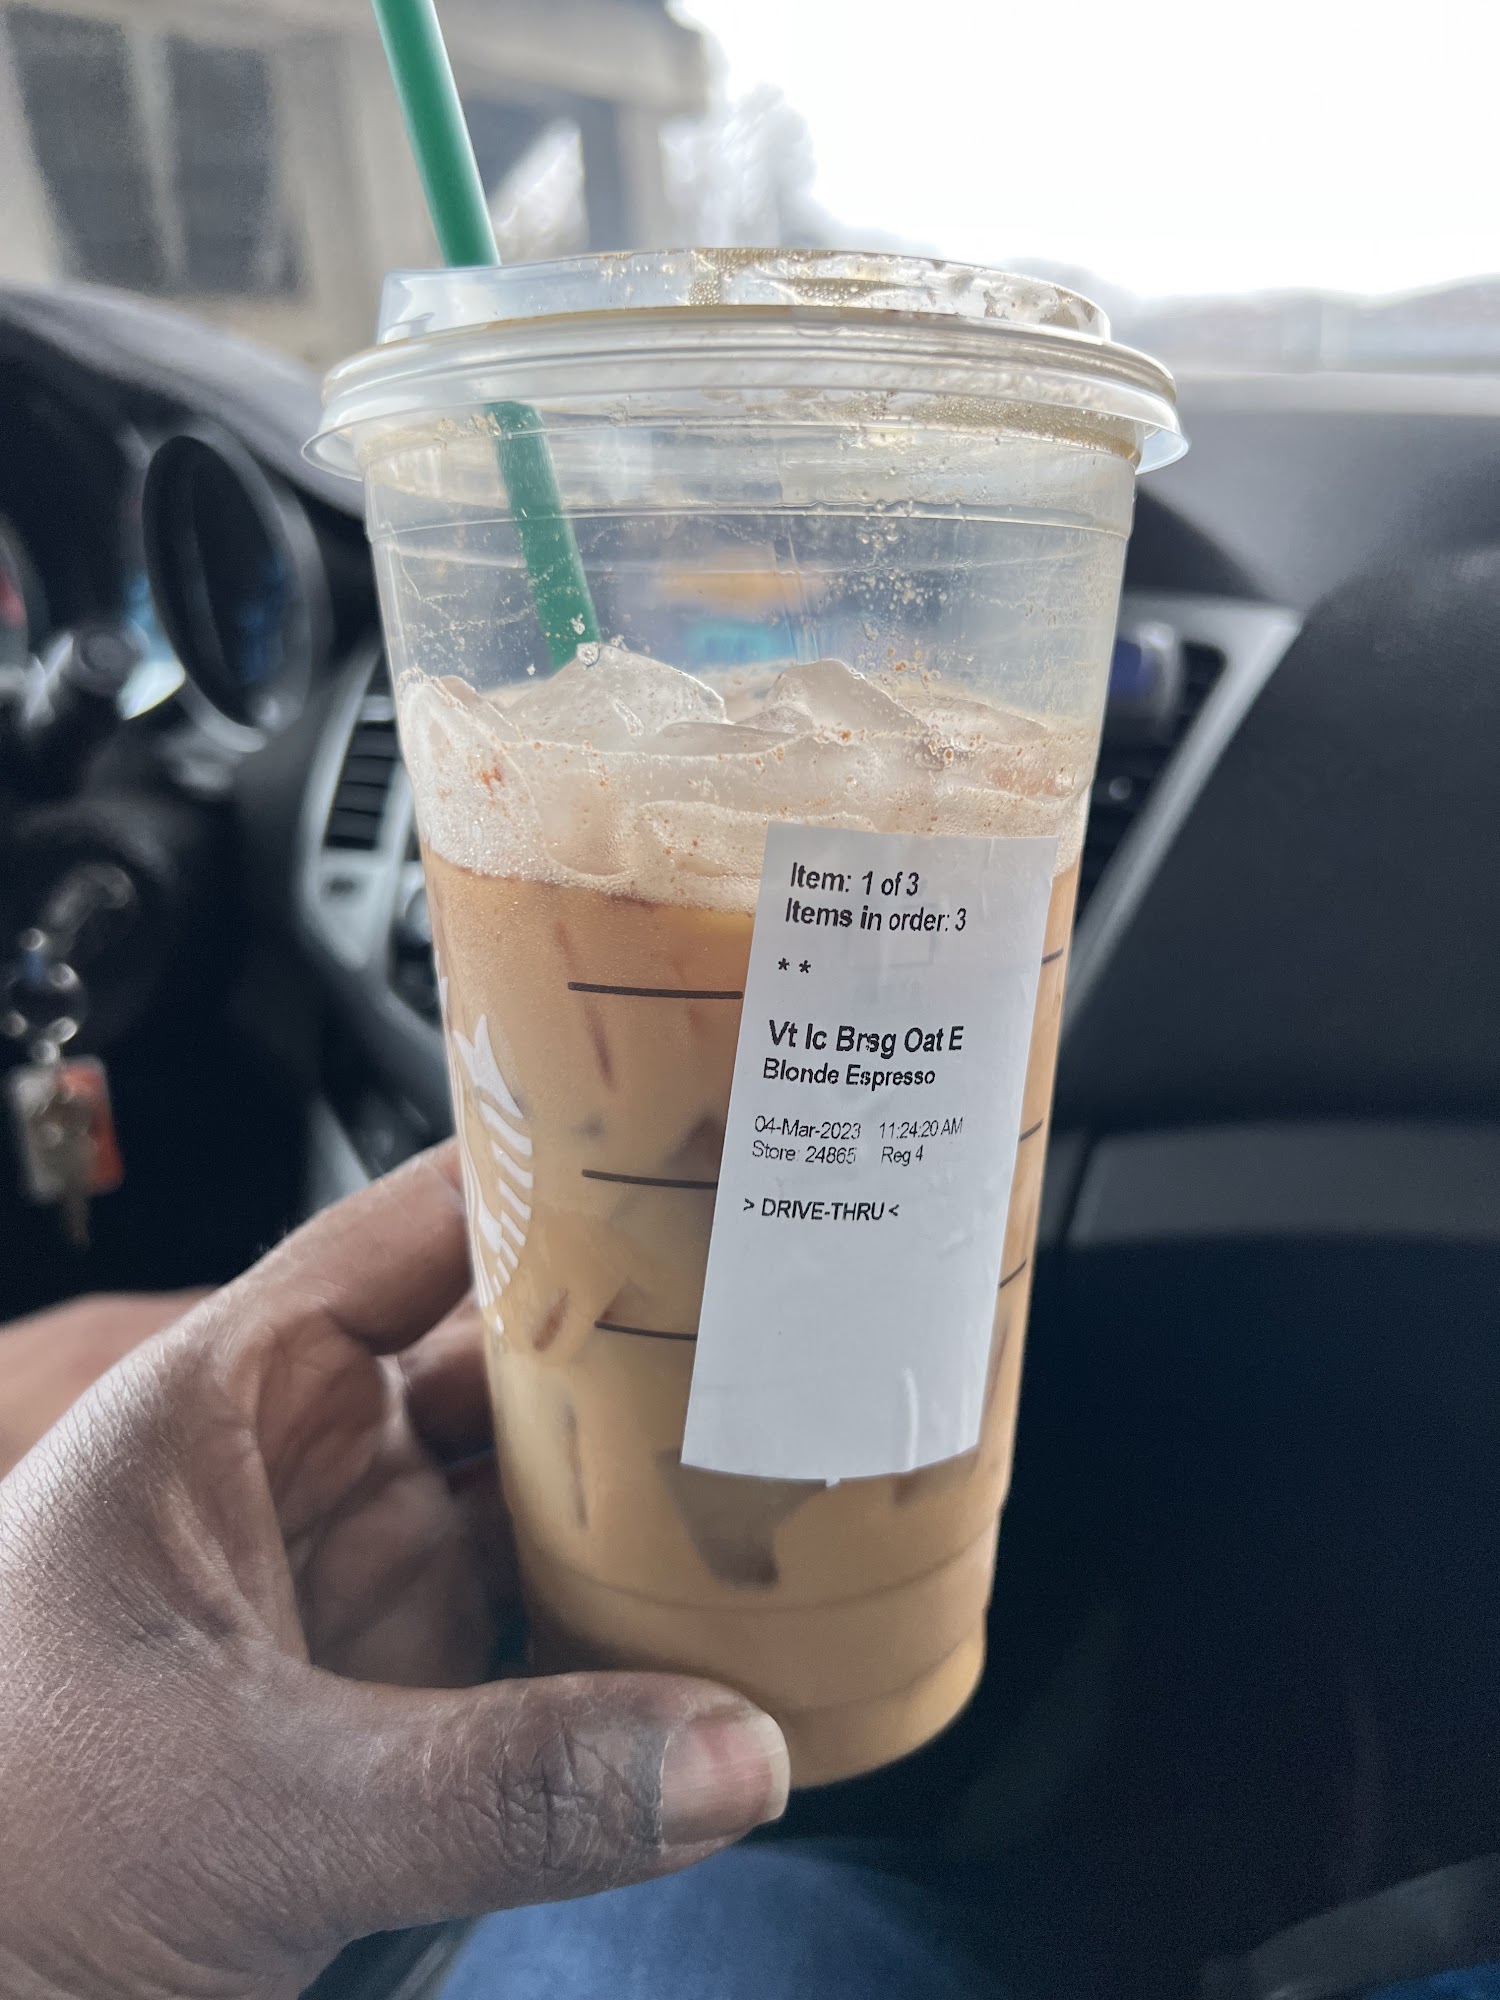 Item: 1 of 3
Items in order: 3
* *
Vt Ic Brsg Oat E
Blonde Espresso
04-Mar-2023 11:24:20 AM
Store: 24865 Reg 4
> DRIVE-THRU <